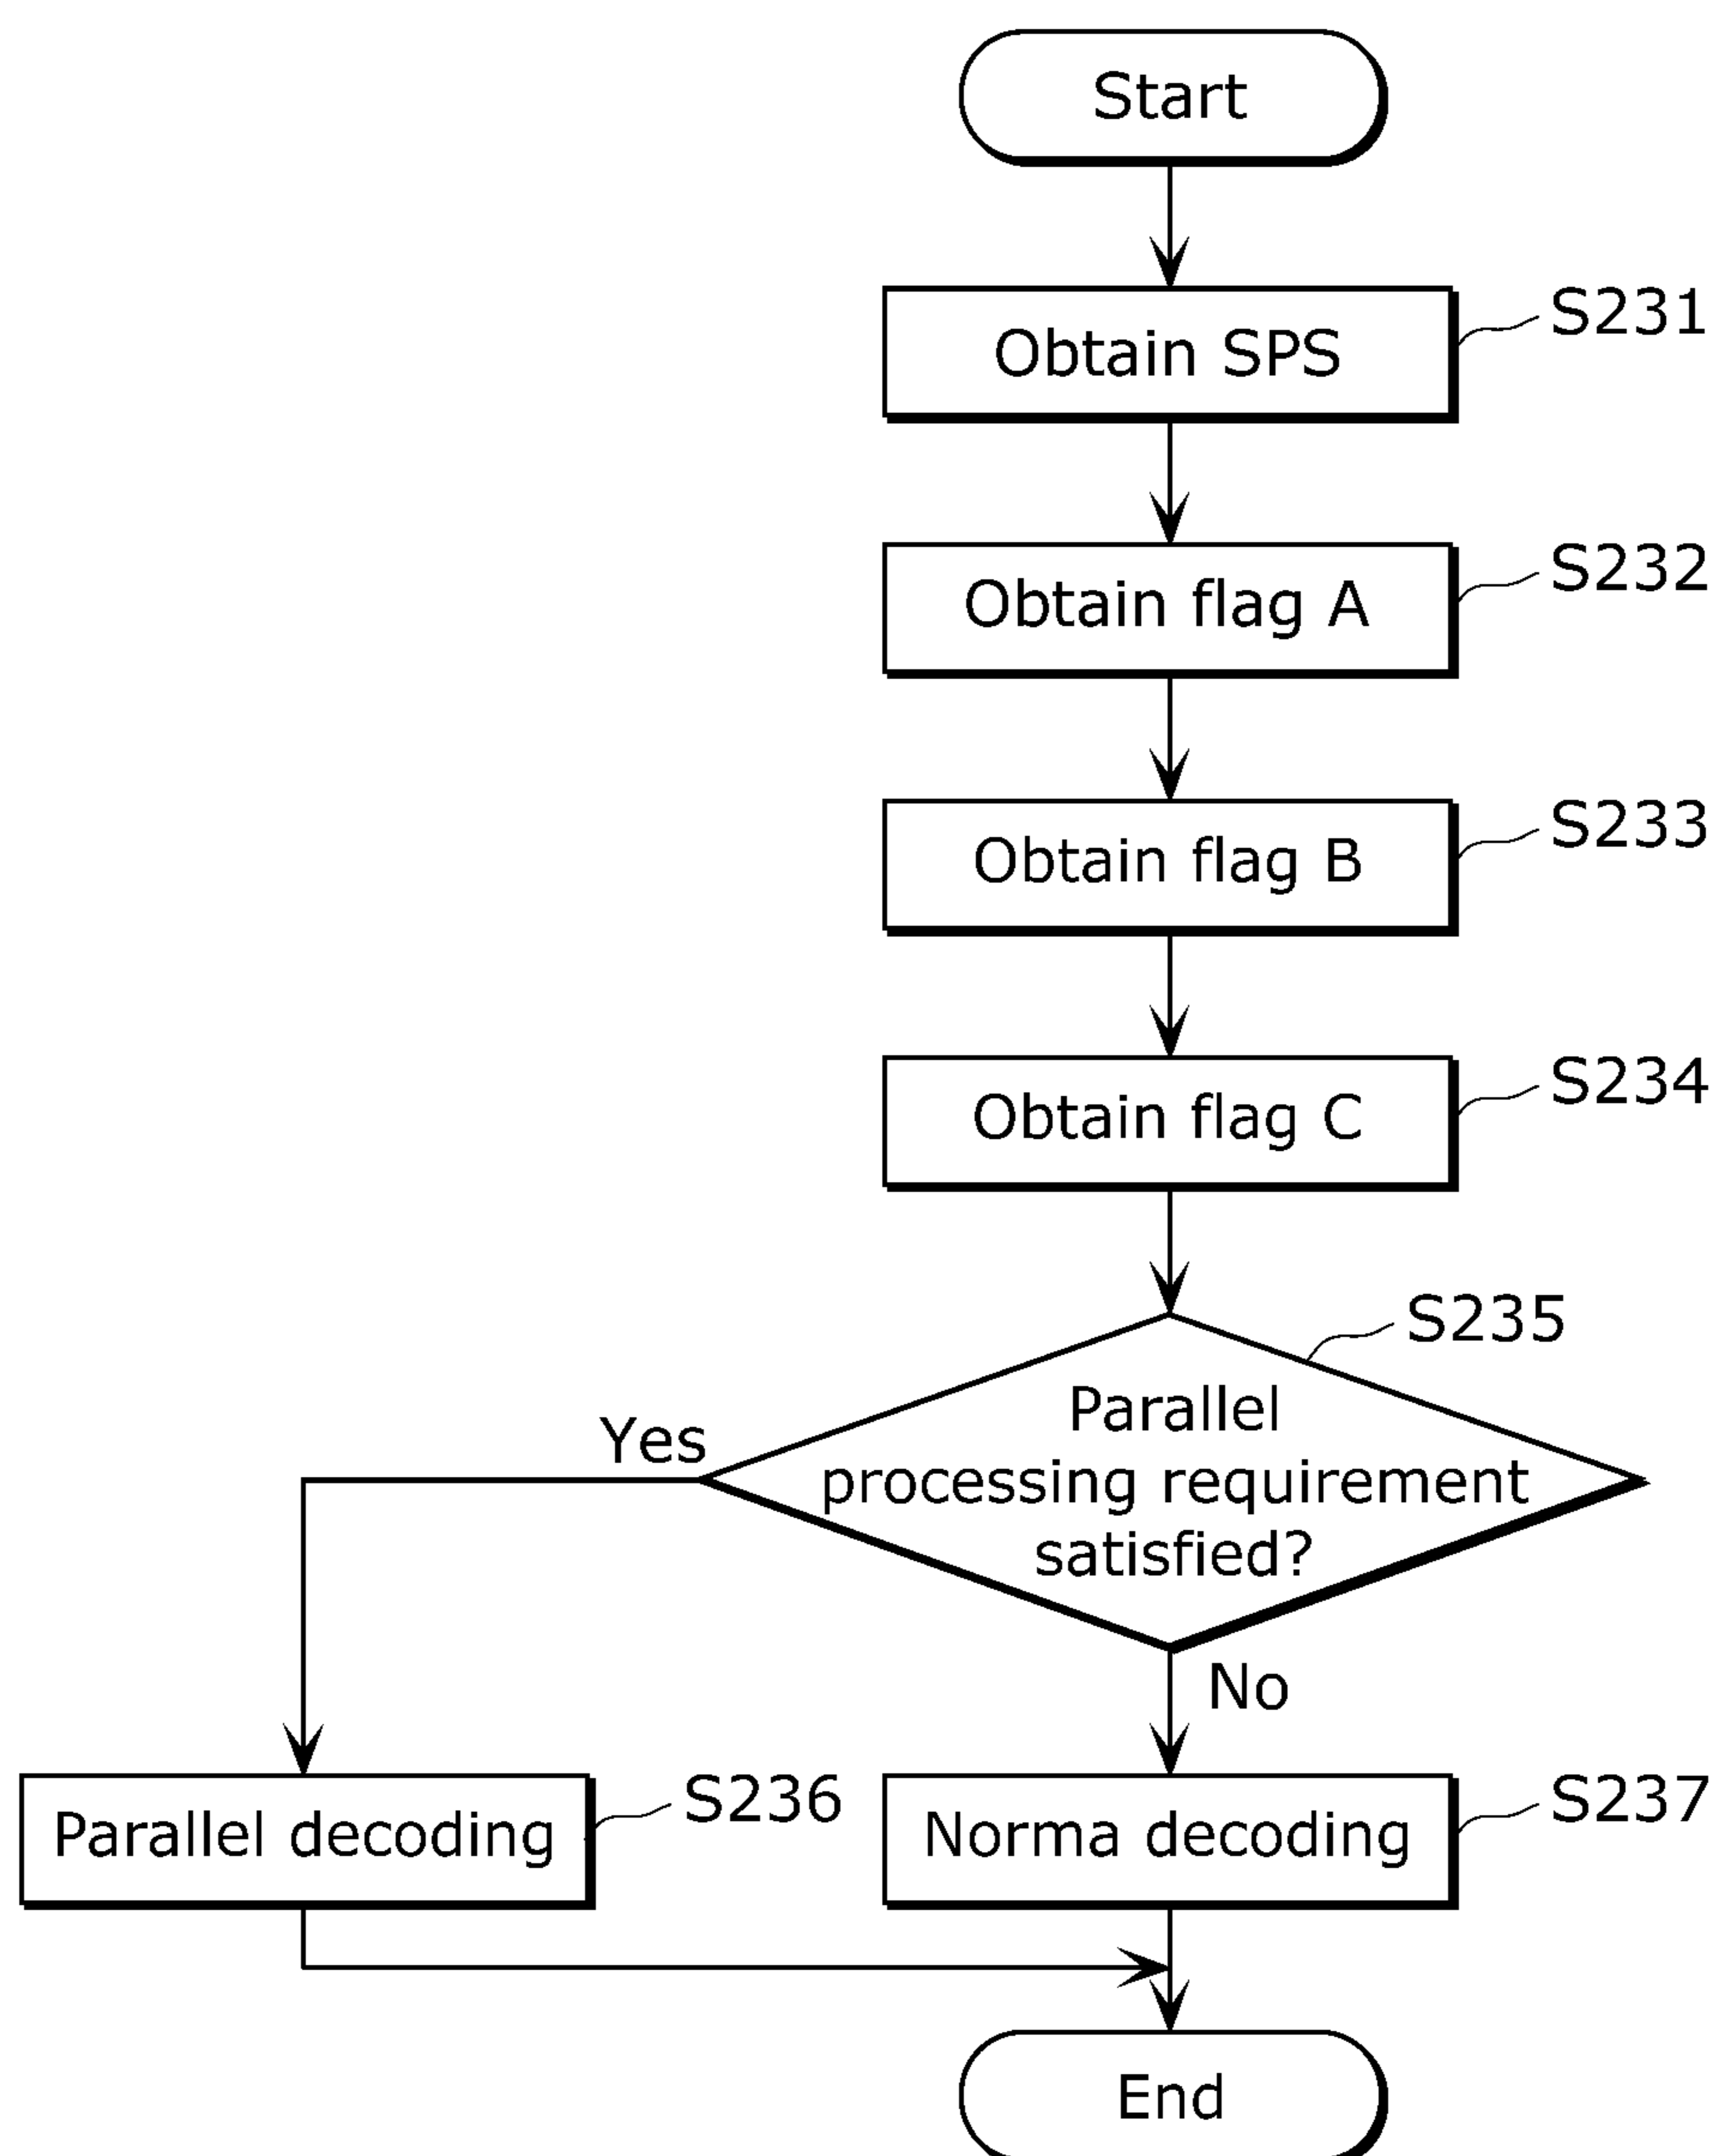 Start
Obtain SPS
S231
Obtain flag A
S232
Obtain flag B
S233
Obtain flag C
S234
S235
Parallel
processing requirement
satisfied?
Yes
No
Parallel decoding
S236
Norma decoding
S237
End